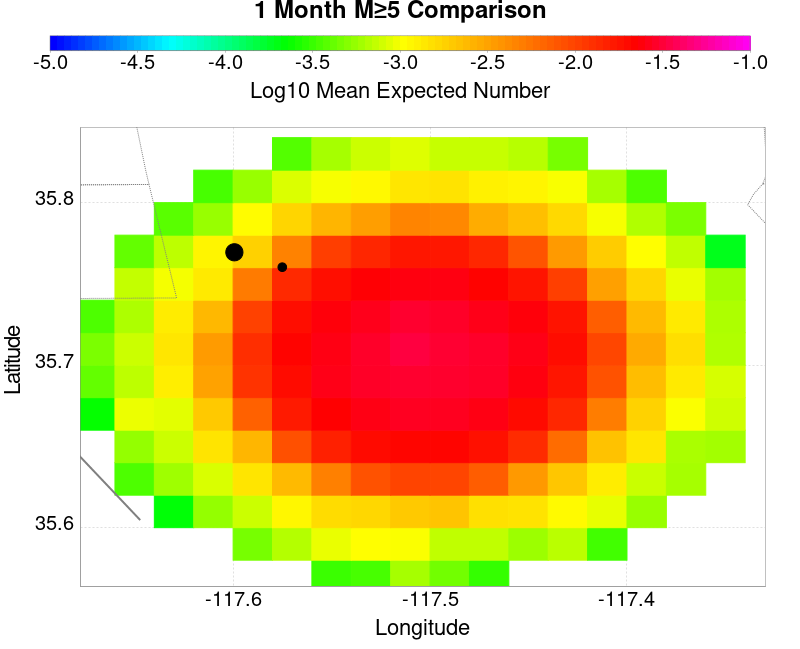 1 Month M≥5 Comparison
-5.0 -4.5 -4.0 -3.5 -3.0 -2.5 -2.0 -1.5 -1.0
Log10 Mean Expected Number
35.8
35.7
35.6
Latitude
-117.6 -117.5 -117.4
Longitude